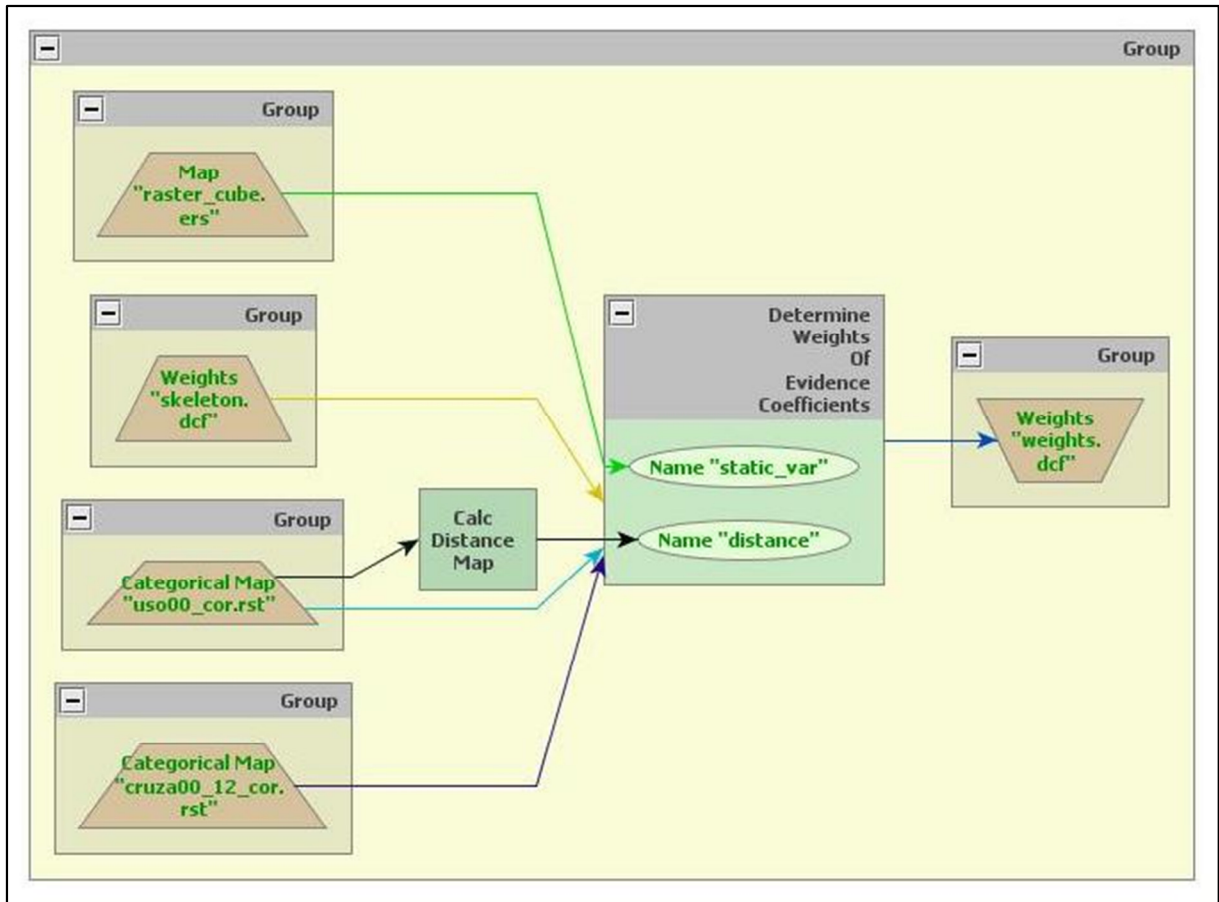 Group
Group
Map
"raster_cube.
ers"
Group
Weights
"skeleton.
dcf"
Group
Categorical Map
"uso00_cor.rst"
Group
Categorical Map
"cruza00_12_cor.
rst"
Calc
Distance
Map
Determine
Weights
Of
Evidence
Coefficients
Name "static_var"
Name "distance"
Group
Weights
"weights.
dcf"